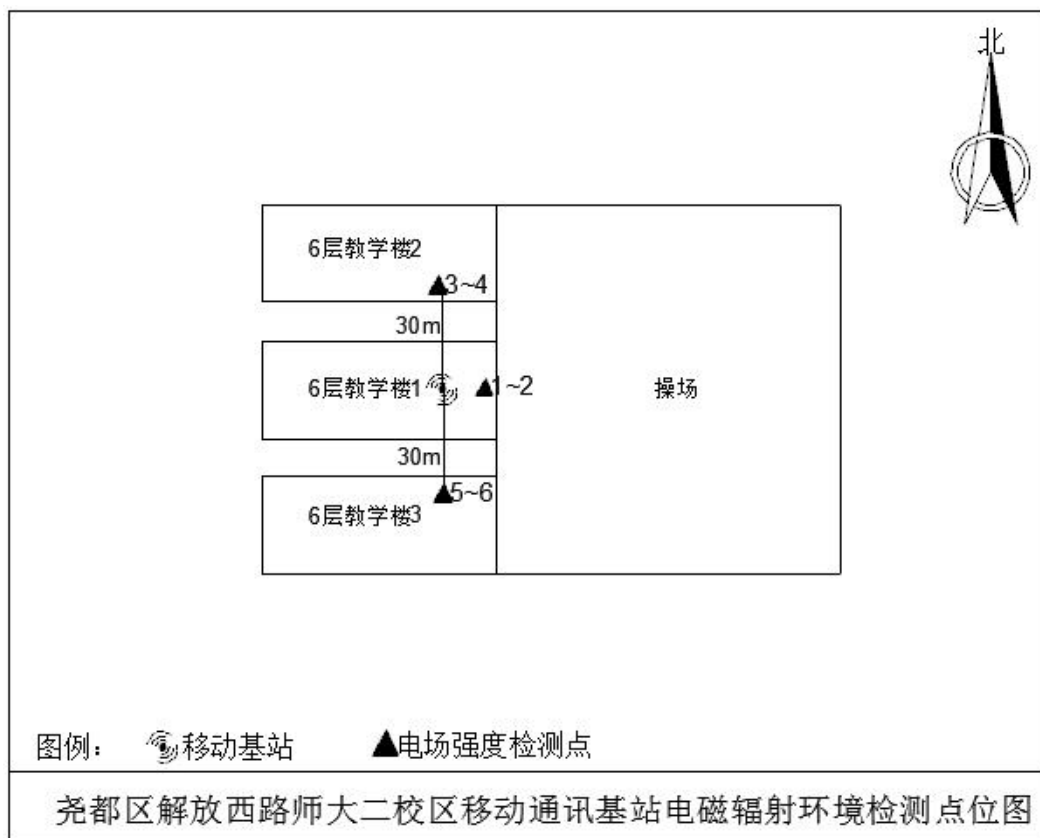 北
6层教学楼2
3~4
30m
6层教学楼1
1~2
操场
30m
5~6
6层教学楼3
图例： 移动基站 电场强度检测点
尧都区解放西路师大二校区移动通讯基站电磁辐射环境检测点位图